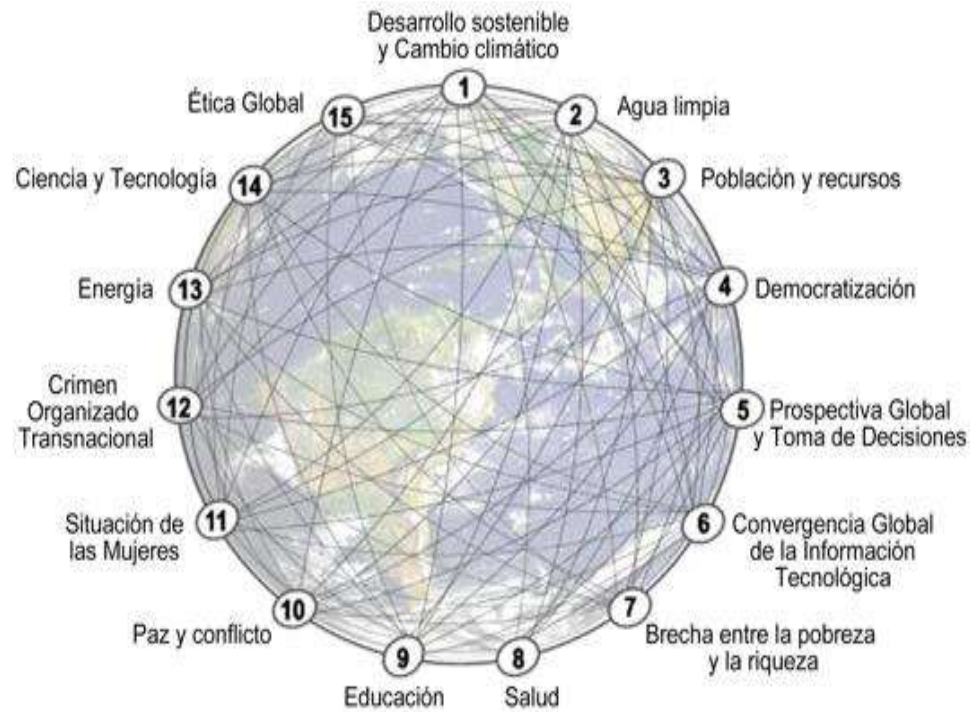 1
Desarrollo sostenible
y Cambio climático
2
Agua limpia
3
Población y recursos
4
Democratización
5
Prospectiva Global
y Toma de Decisiones
6
Convergencia Global
de la Información
Tecnológica
7
Brecha entre la pobreza
y la riqueza
8
Salud
9
Educación
10
Paz y conflicto
11
Situación de
las Mujeres
12
Crimen
Organizado
Transnacional
13
Energía
14
Ciencia y Tecnología
15
Ética Global